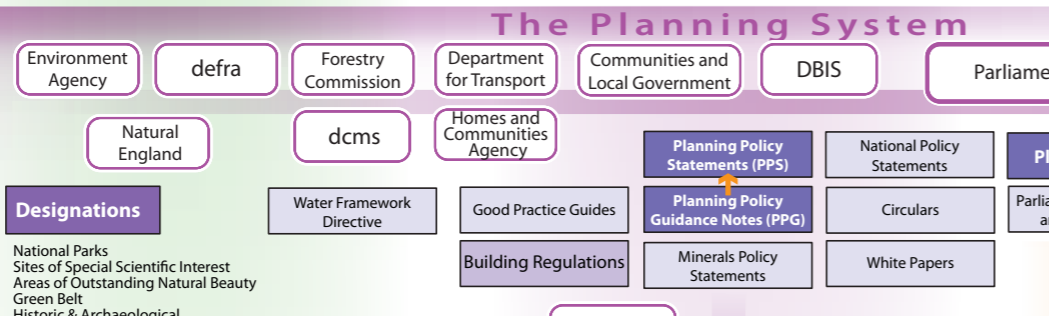 The Planning System
Environment
Agency
defra
Forestry
Commission
Department
for Transport
Communities and
Local Government
DBIS
Natural
England
dcms
Homes and
Communities
Agency
Planning Policy
Statements (PPS)
National Policy
Statements
Designations
Water Framework
Directive
Good Practice Guides
Planning Policy
Guidance Notes (PPG)
Circulars
Building Regulations
Minerals Policy
Statements
White Papers
National Parks
Sites of Special Scientific Interest
Areas of Outstanding Natural Beauty
Green Belt
Historic & Archaeological